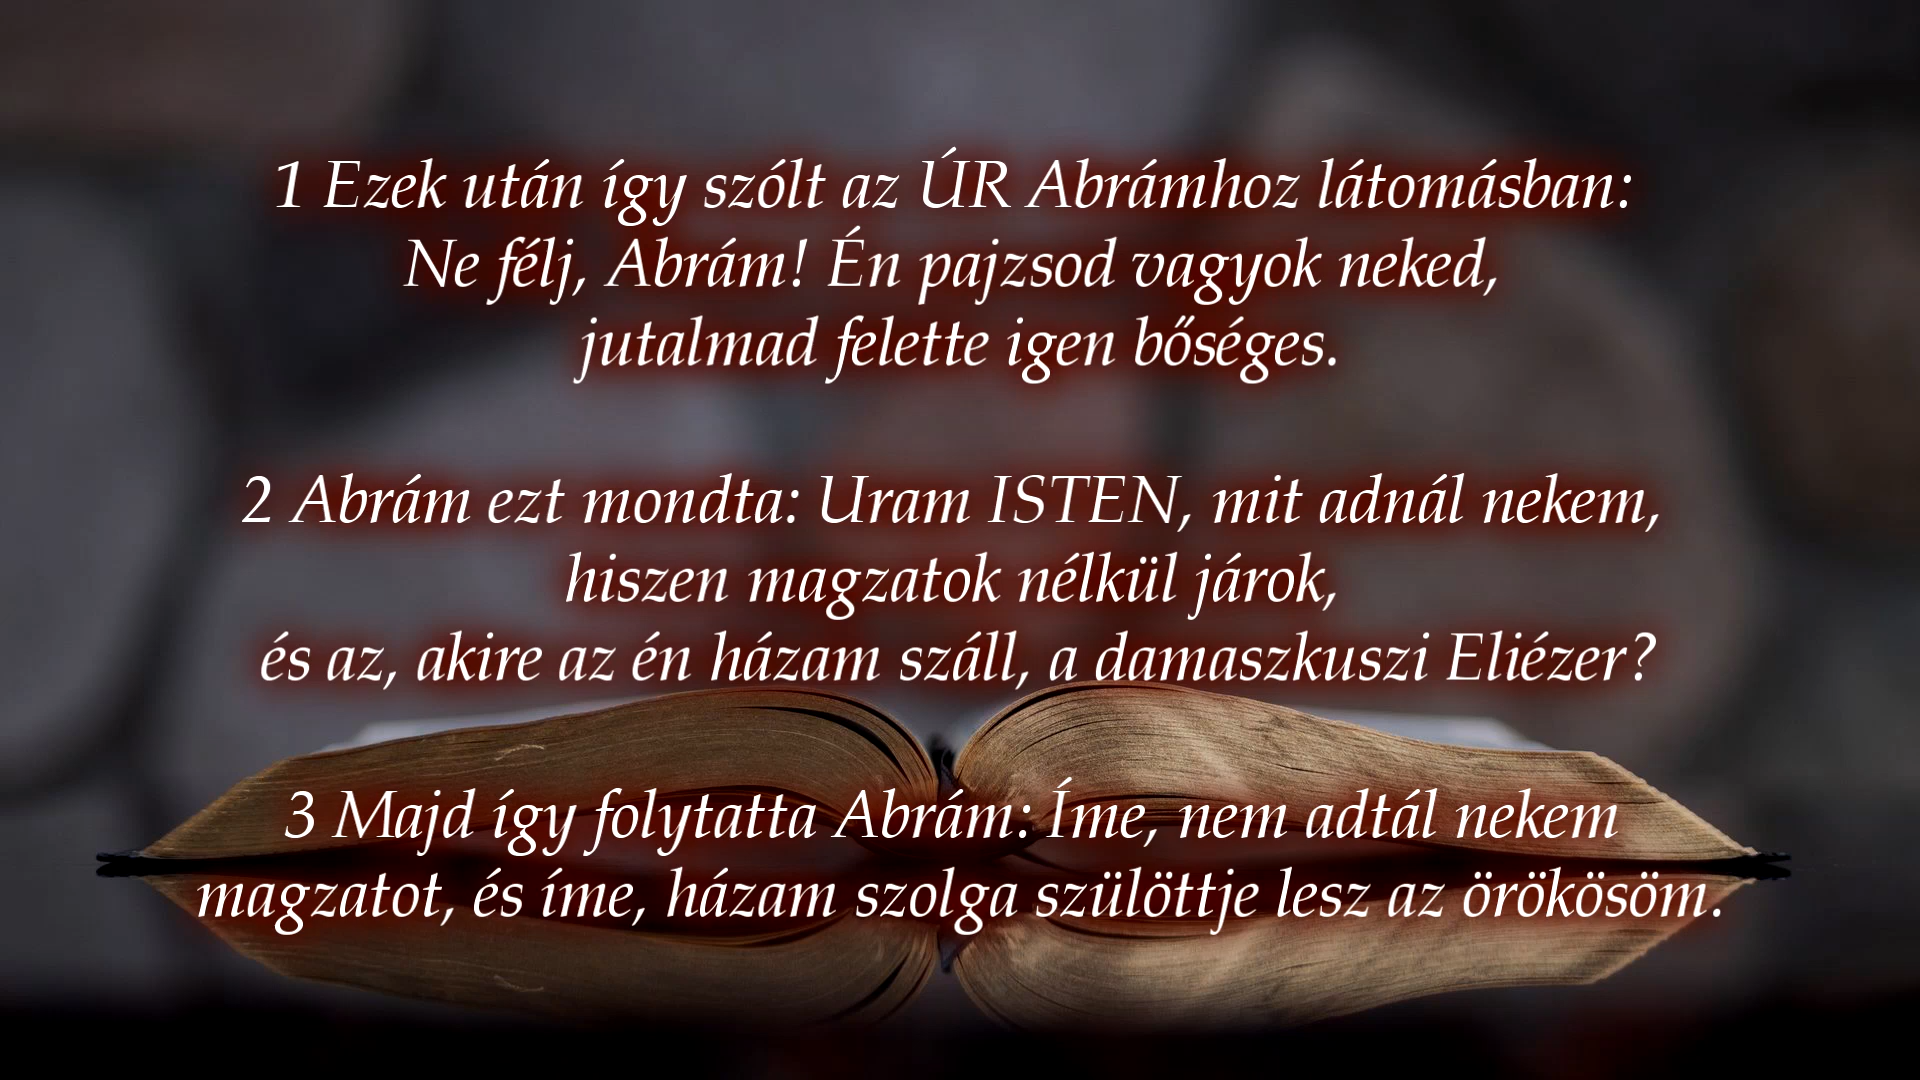 1 Ezek után így szólt az ÚR Abrámhoz látomásban:
Ne félj, Abrám! Én pajzsod vagyok neked,
jutalmad felette igen bőséges.
2 Abrám ezt mondta: Uram ISTEN, mit adnál nekem,
hiszen magzatok nélkül járok,
és az, akire az én házam száll, a damaszkuszi Eliézer?
3 Majd így folytatta Abrám: Íme, nem adtál nekem
magzatot, és íme, házam szolga szülöttje lesz az örökösöm.